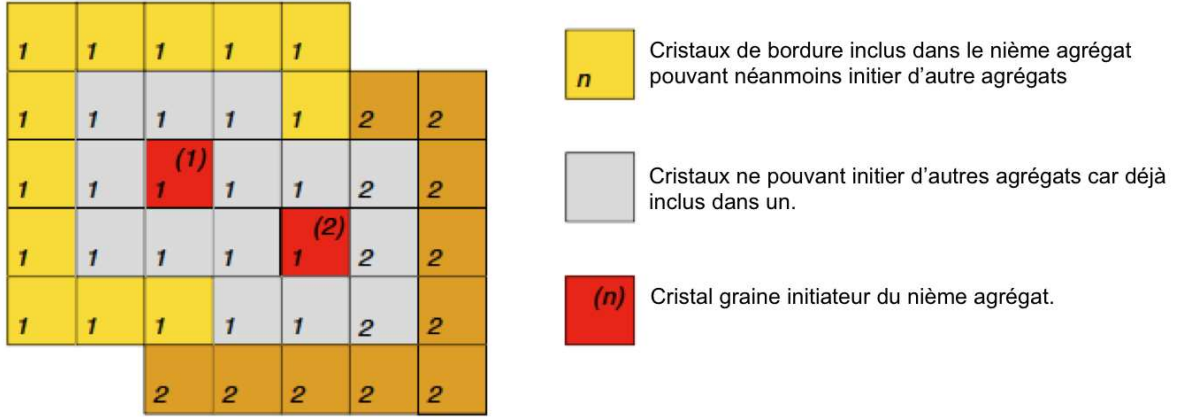 1 1 1 1 1
1 1 1 1 1 2 2
(1)
1 1 1 1 1 2 2
(2)
1 1 1 1 1 2 2
1 1 1 1 1 2 2
2 2 2 2 2
n
Cristaux de bordure inclus dans le nième agrégat
pouvant néanmoins initier d'autre agrégats
Cristaux ne pouvant initier d'autres agrégats car déjà
inclus dans un.
(n)
Cristal graine initiateur du nième agrégat.